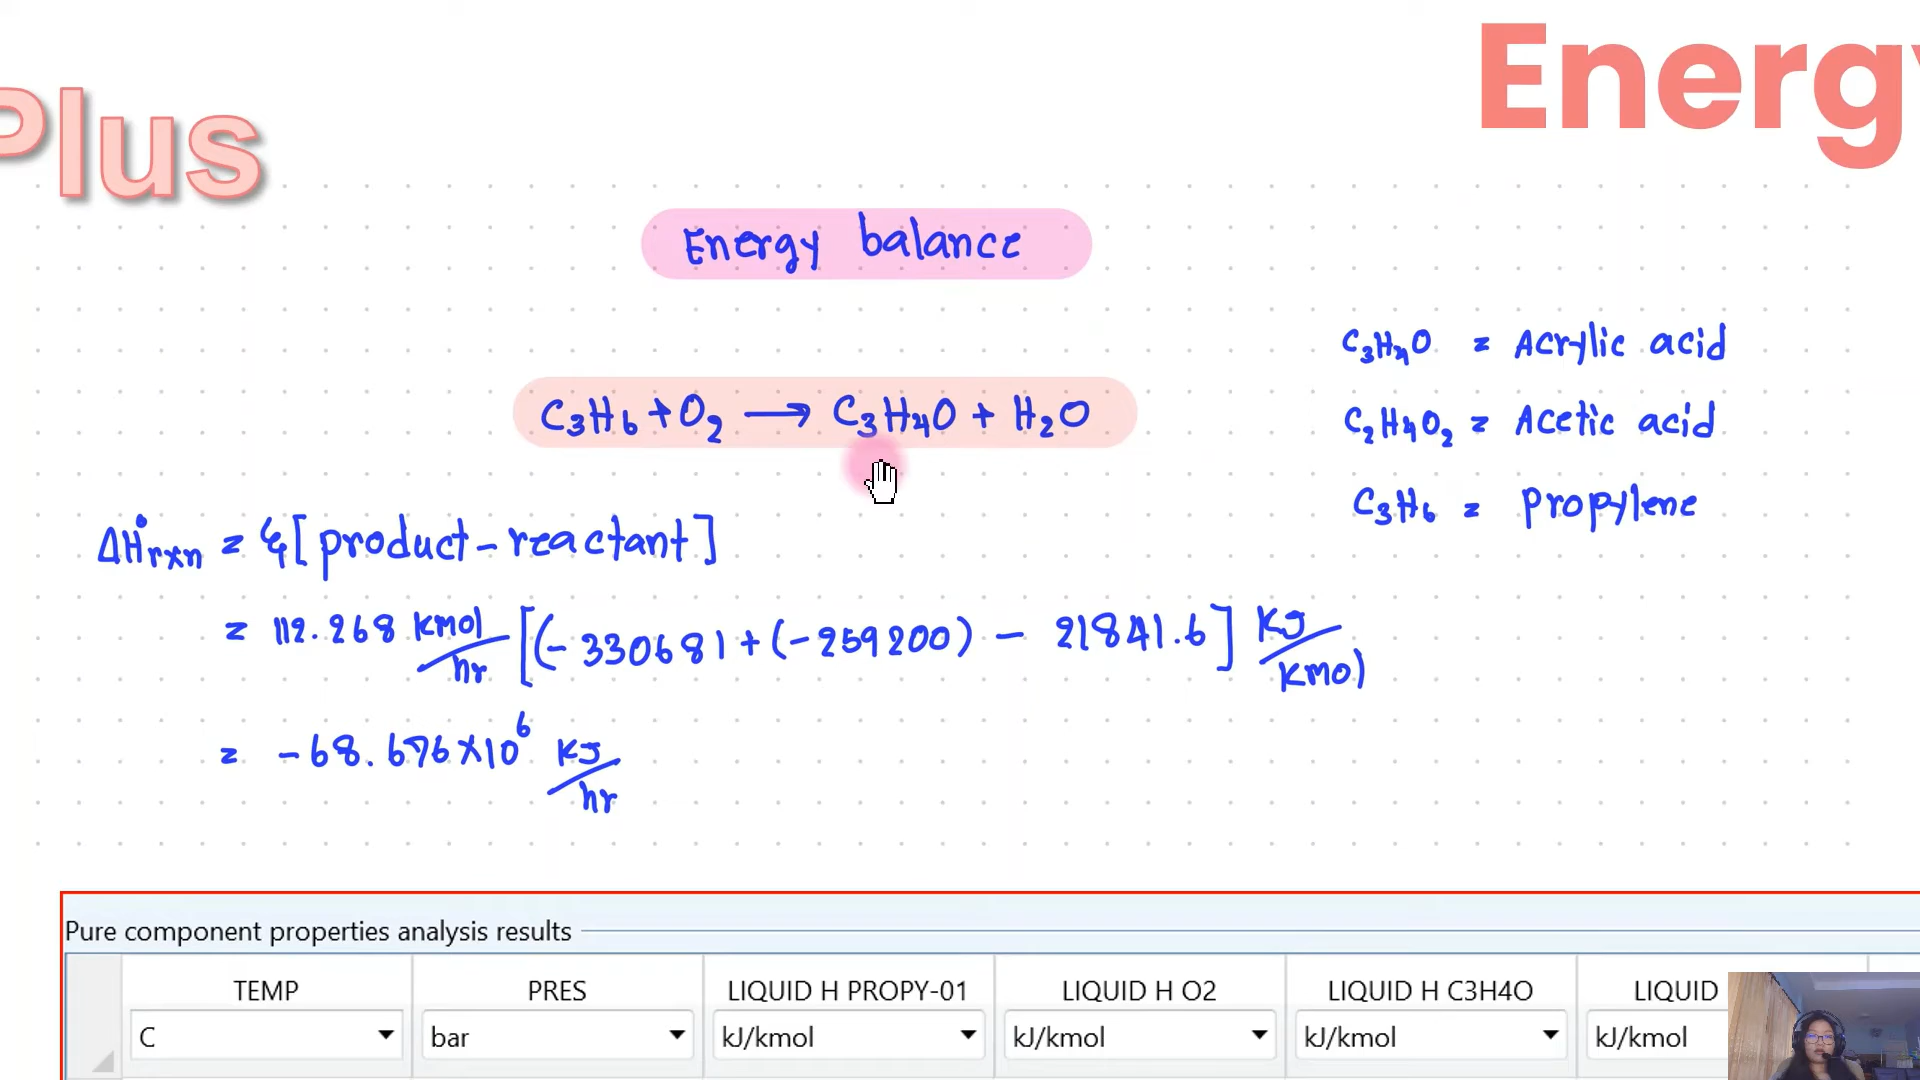 Plus
Energy
Energy balance
C3H6 + O2 ⟶ C3H4O + H2O
C3H4O = Acrylic acid
C2H4O2 = Acetic acid
C3H6 = propylene
ΔH°rxn = ξ[product-reactant]
= 112.268 kmol/hr [(-330681+(-259200) - 21841.6] kJ/kmol
= -68.676×10^6 kJ/hr
Pure component properties analysis results
TEMP PRES LIQUID H PROPY-01 LIQUID H O2 LIQUID H C3H4O LIQUID
C bar kJ/kmol kJ/kmol kJ/kmol kJ/kmol